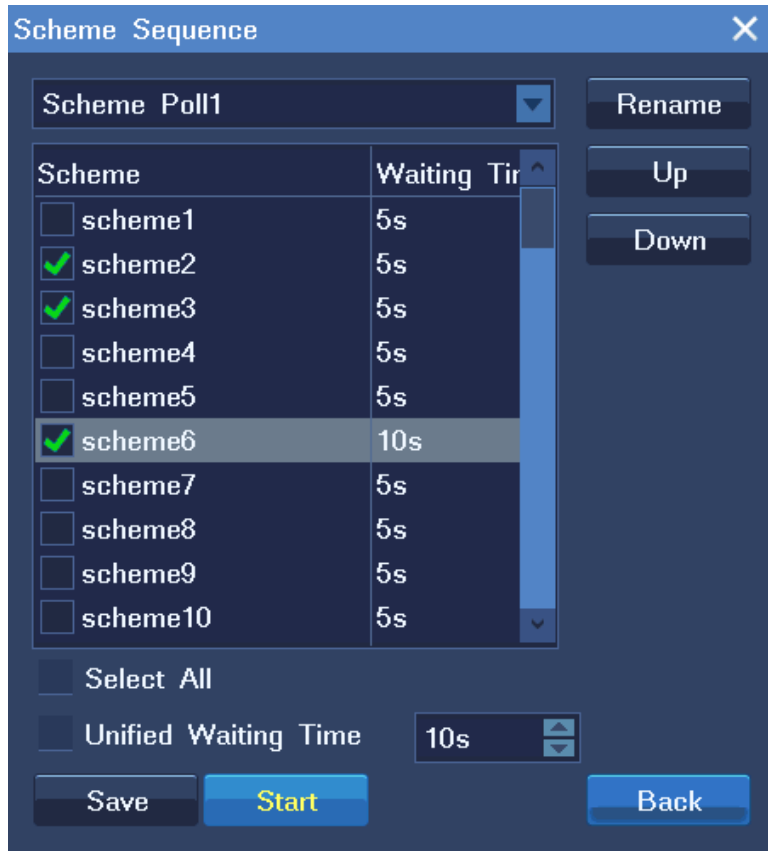 Scheme Sequence
Scheme Poll1
Rename
Scheme Waiting Tir
Up
scheme1 5s
Down
scheme2 5s
scheme3 5s
scheme4 5s
scheme5 5s
scheme6 10s
scheme7 5s
scheme8 5s
scheme9 5s
scheme10 5s
Select All
Unified Waiting Time 10s
Save Start Back